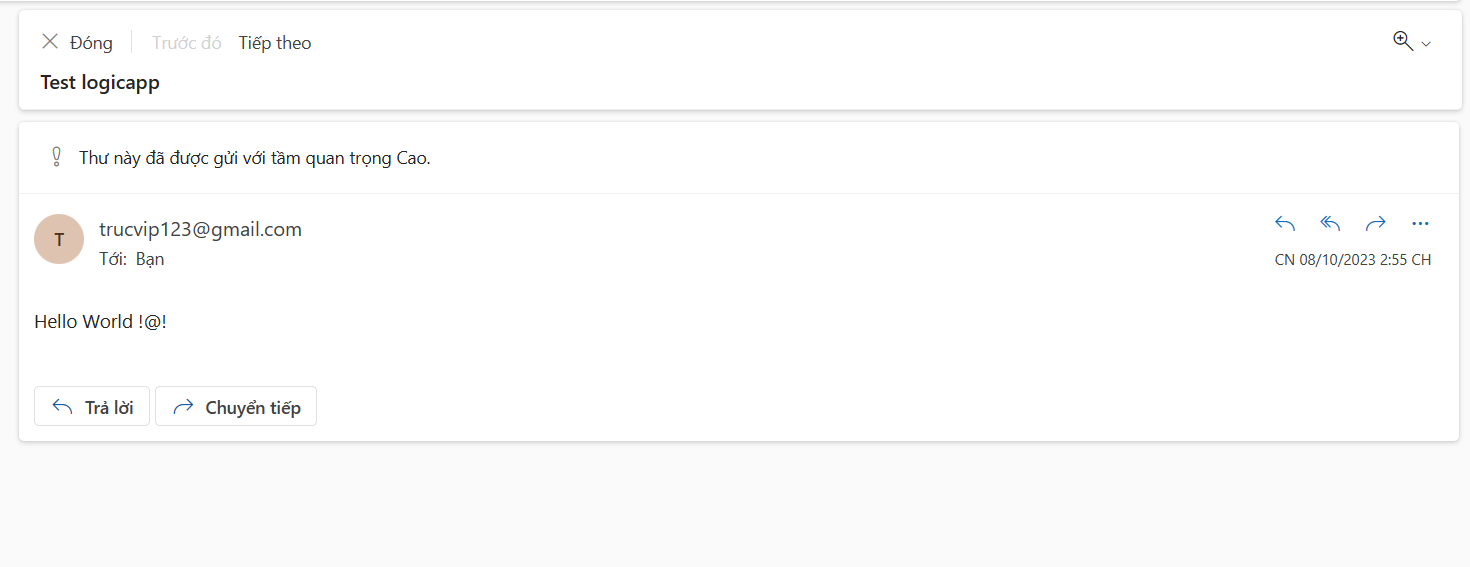 Đóng Trước đó Tiếp theo
Test logicapp
Thư này đã được gửi với tầm quan trọng Cao.
T
trucvip123@gmail.com
Tới: Bạn
CN 08/10/2023 2:55 CH
Hello World !@!
Trả lời Chuyển tiếp